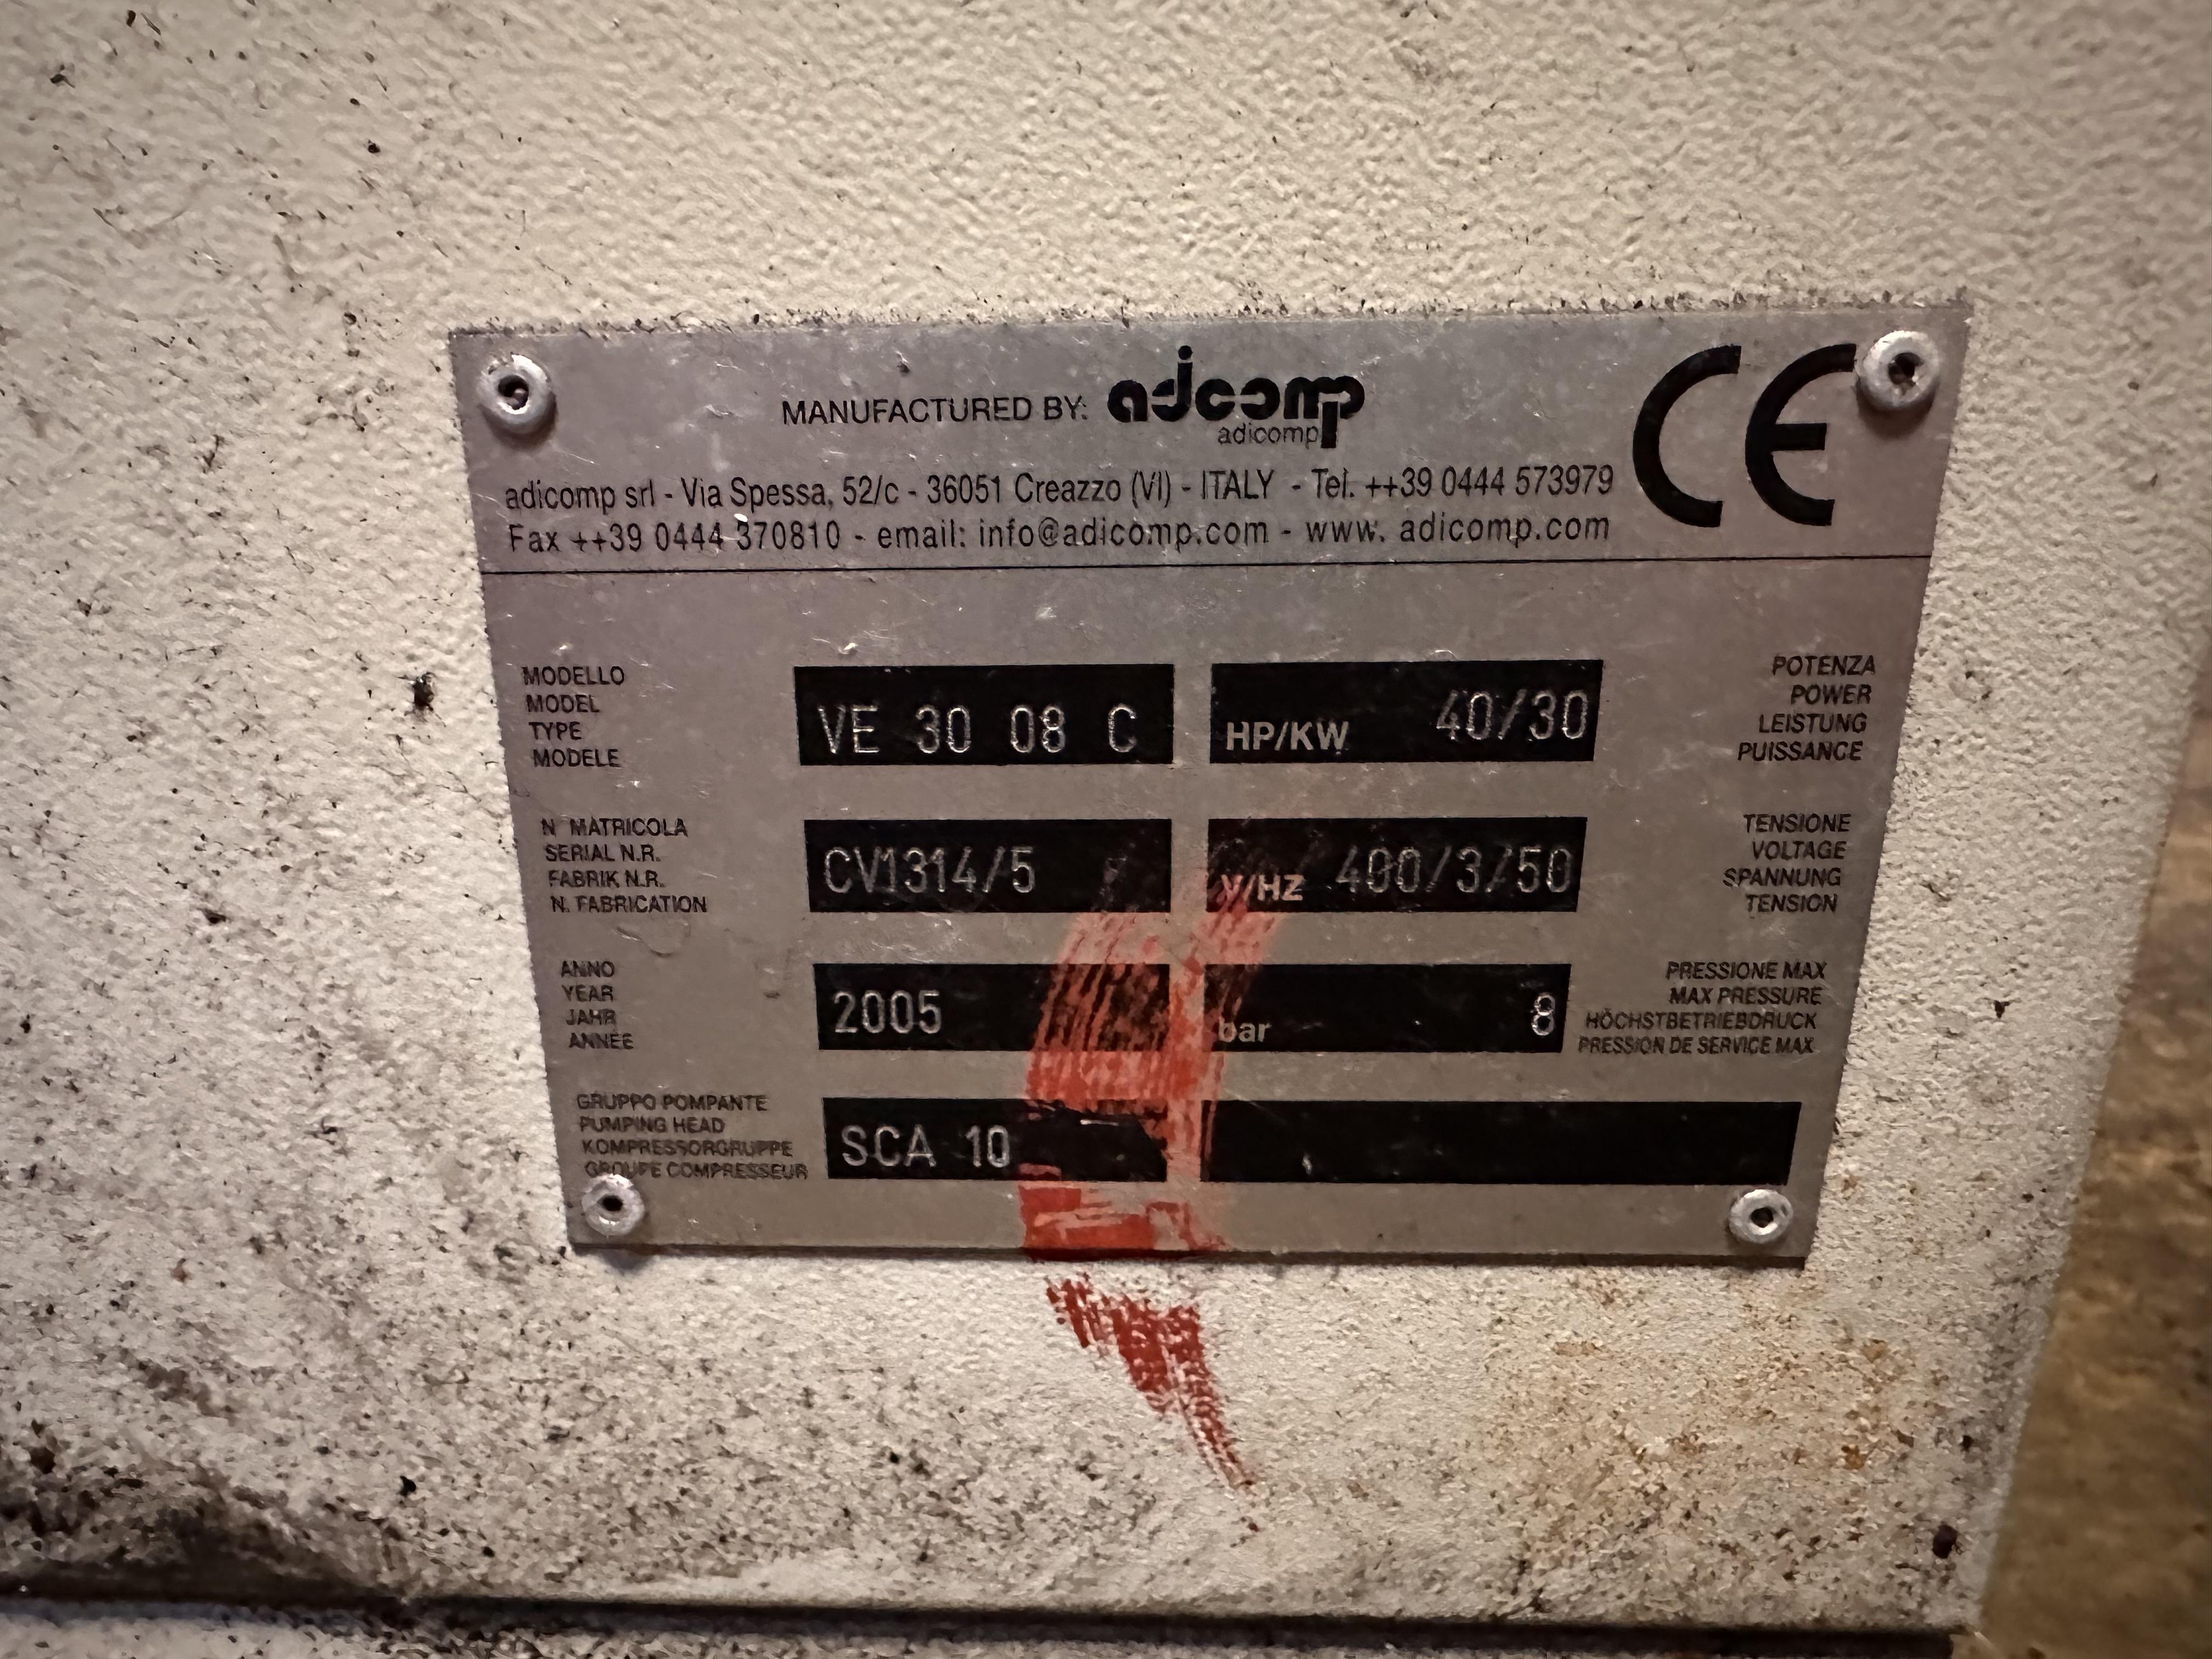 MANUFACTURED BY: adicomp
adicomp
adicomp srl - Via Spessa, 52/c - 36051 Creazzo (VI) - ITALY - Tel. ++39 0444 573979
Fax ++39 0444 370810 - email: info@adicomp.com - www. adicomp.com
CE
MODELLO
MODEL
TYPE
MODELE
VE 30 08 C
HP/KW 40/30
POTENZA
POWER
LEISTUNG
PUISSANCE
N MATRICOLA
SERIAL N.R.
FABRIK N.R.
N. FABRICATION
CV1314/5
V/HZ 400/3/50
TENSIONE
VOLTAGE
SPANNUNG
TENSION
ANNO
YEAR
JAHR
ANNEE
2005
bar 8
PRESSIONE MAX
MAX PRESSURE
HÖCHSTBETRIEBDRUCK
PRESSION DE SERVICE MAX
GRUPPO POMPANTE
PUMPING HEAD
KOMPRESSORGRUPPE
GROUPE COMPRESSEUR
SCA 10